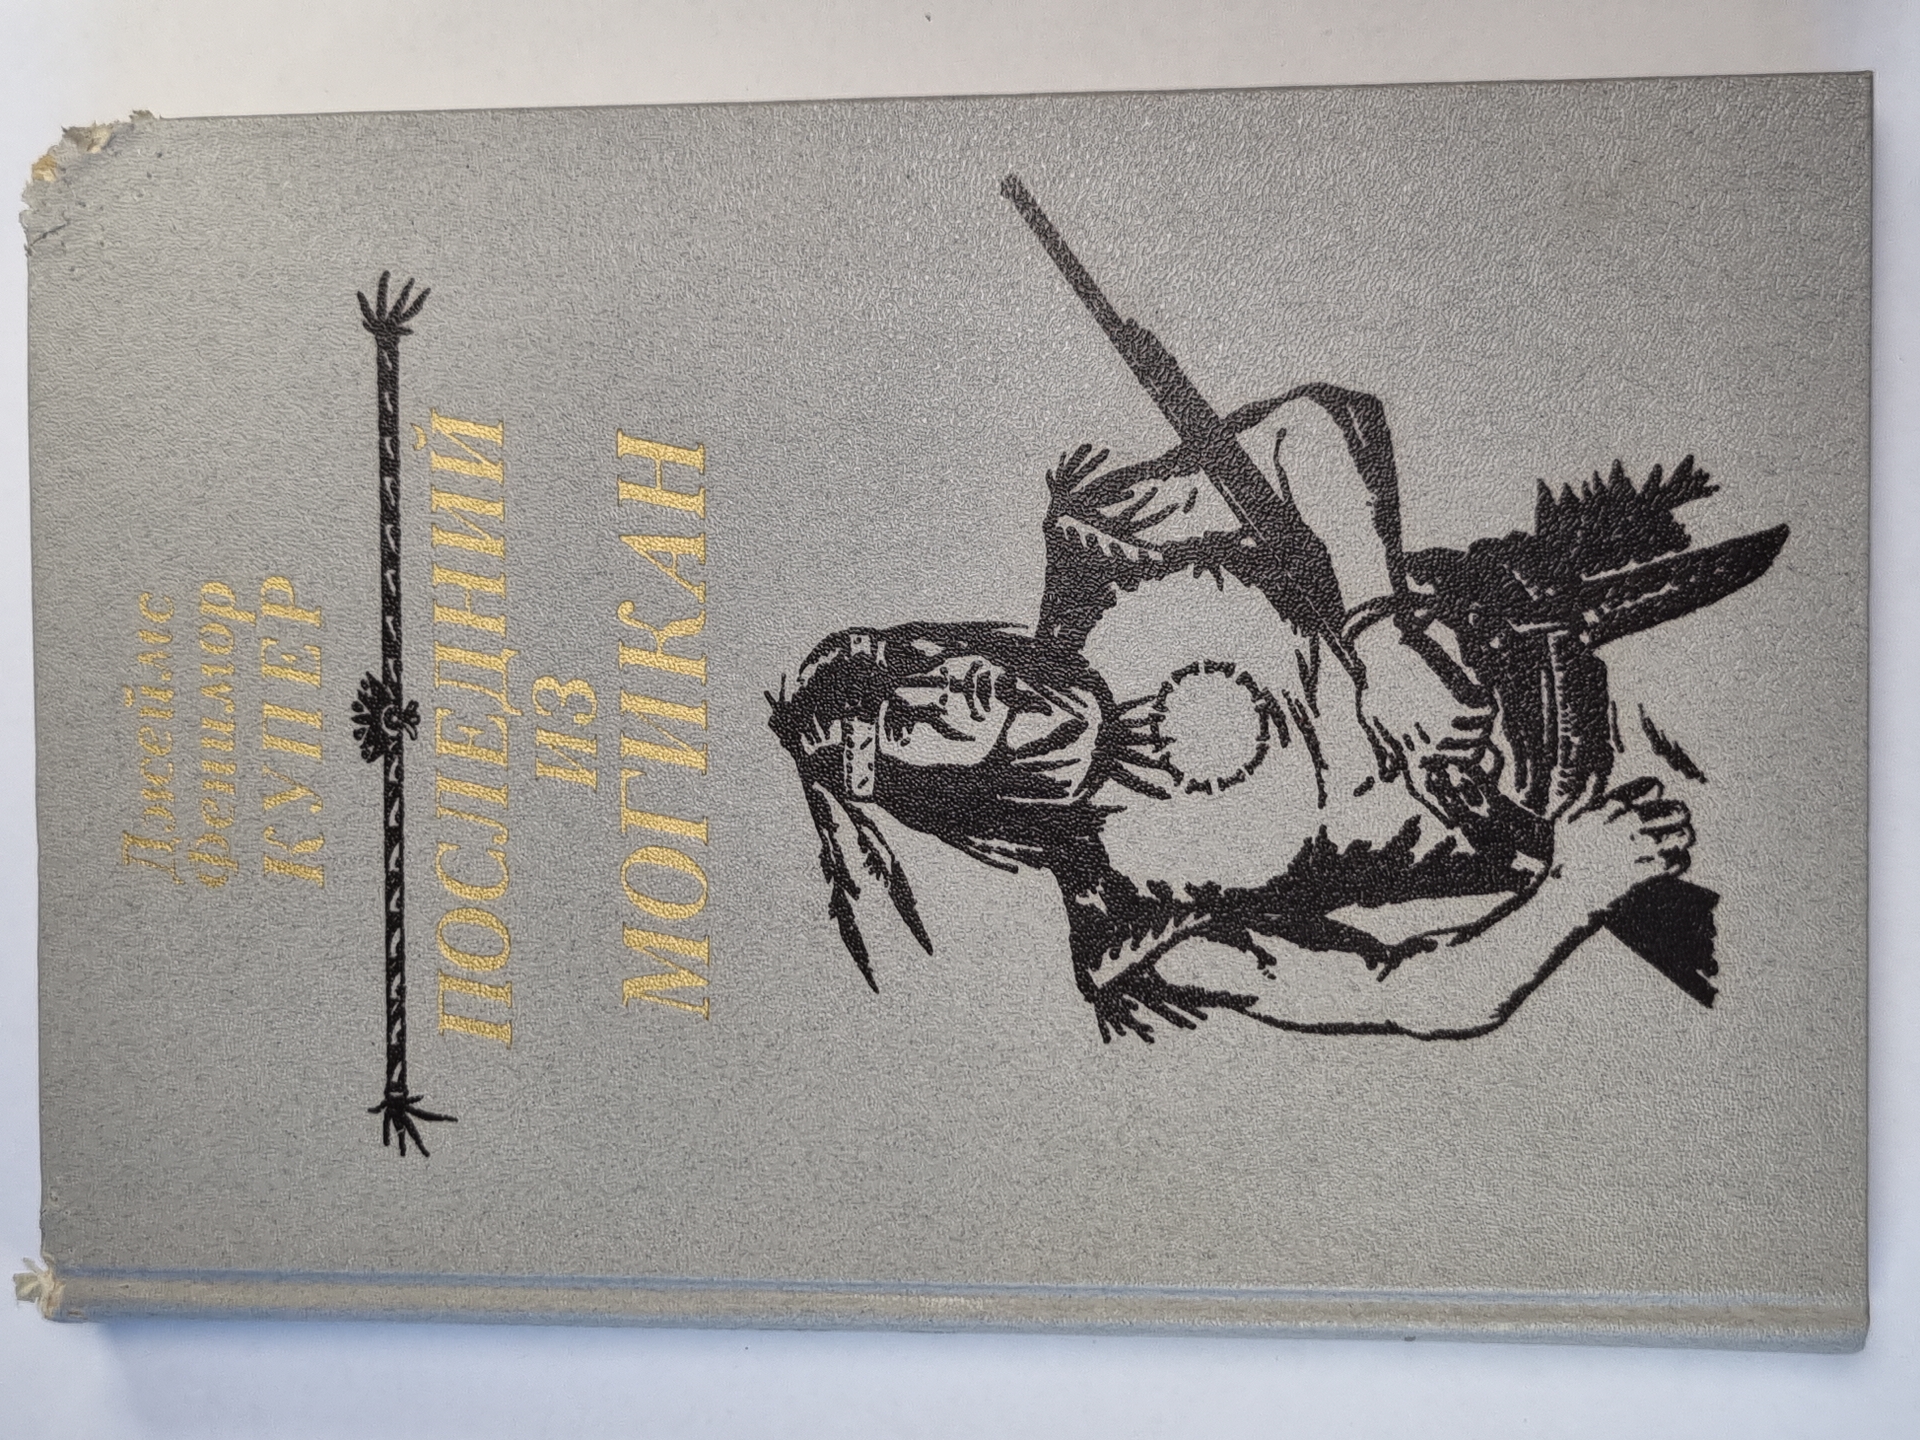 Джеймс
Фенимор
КУПЕР
ПОСЛЕДНИЙ
ИЗ
МОГИКАН